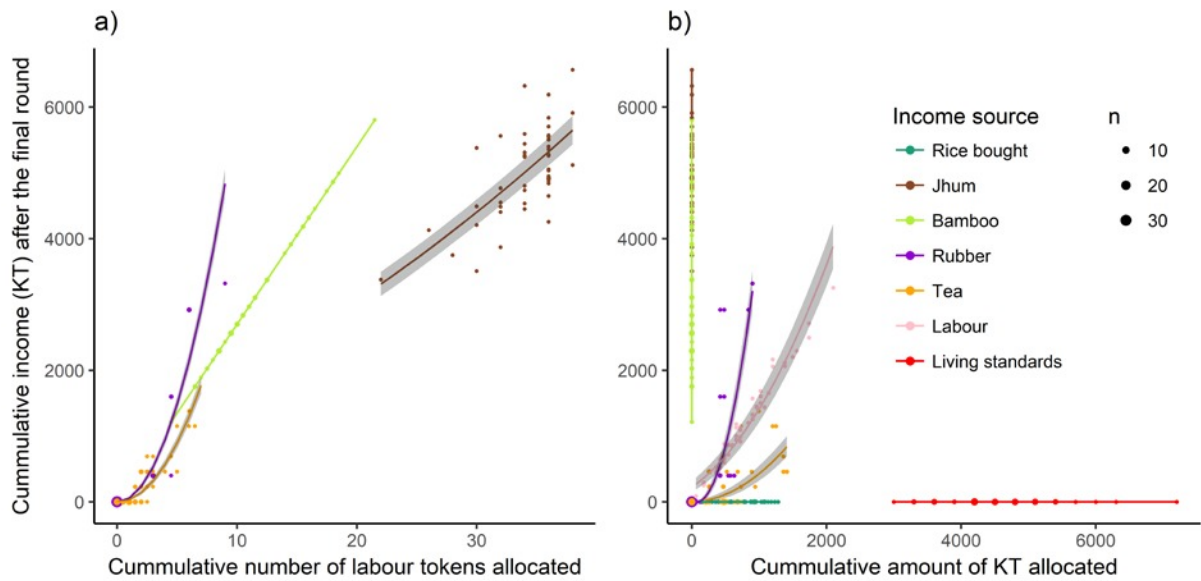 a)
Cummulative income (KT) after the final round
6000
4000
2000
0
0
10
20
30
Cummulative number of labour tokens allocated
b)
6000
4000
2000
0
0
2000
4000
6000
Cummulative amount of KT allocated
Income source
Rice bought
Jhum
Bamboo
Rubber
Tea
Labour
Living standards
n
10
20
30